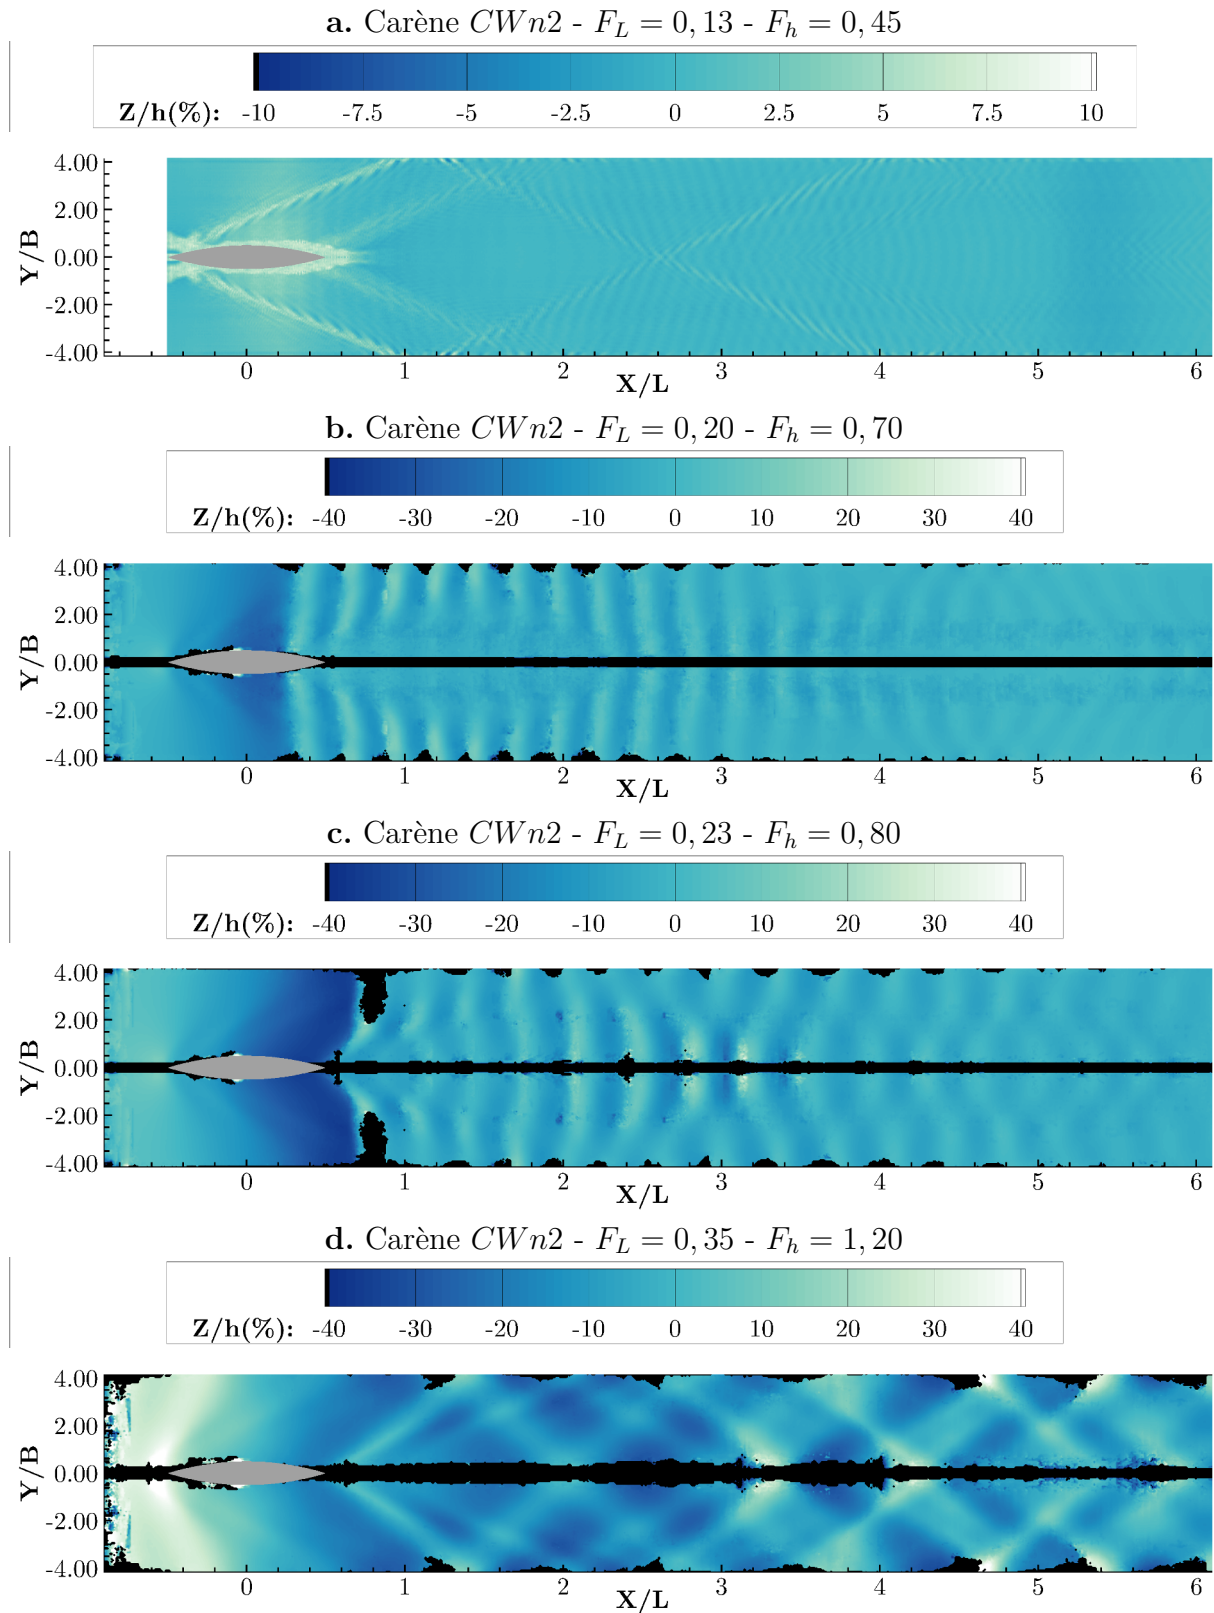 a. Carène CWn2 - F_L = 0, 13 - F_h = 0, 45
Z/h(%): -10 -7.5 -5 -2.5 0 2.5 5 7.5 10
4.00
2.00
0.00
-2.00
-4.00
Y/B
0 1 2 3 4 5 6
X/L
b. Carène CWn2 - F_L = 0, 20 - F_h = 0, 70
Z/h(%): -40 -30 -20 -10 0 10 20 30 40
4.00
2.00
0.00
-2.00
-4.00
Y/B
0 1 2 3 4 5 6
X/L
c. Carène CWn2 - F_L = 0, 23 - F_h = 0, 80
Z/h(%): -40 -30 -20 -10 0 10 20 30 40
4.00
2.00
0.00
-2.00
-4.00
Y/B
0 1 2 3 4 5 6
X/L
d. Carène CWn2 - F_L = 0, 35 - F_h = 1, 20
Z/h(%): -40 -30 -20 -10 0 10 20 30 40
4.00
2.00
0.00
-2.00
-4.00
Y/B
0 1 2 3 4 5 6
X/L